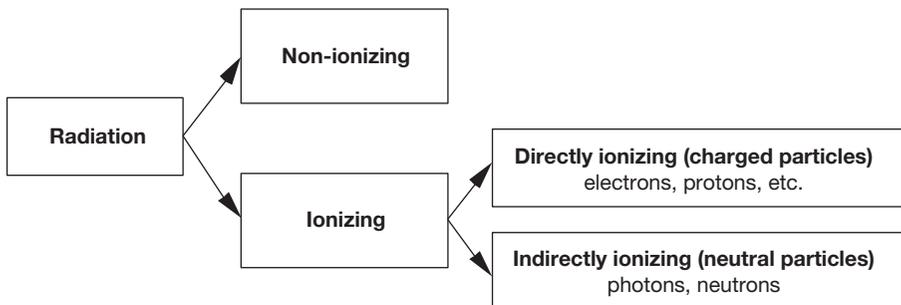 Non-ionizing
Radiation
Directly ionizing (charged particles)
electrons, protons, etc.
Ionizing
Indirectly ionizing (neutral particles)
photons, neutrons